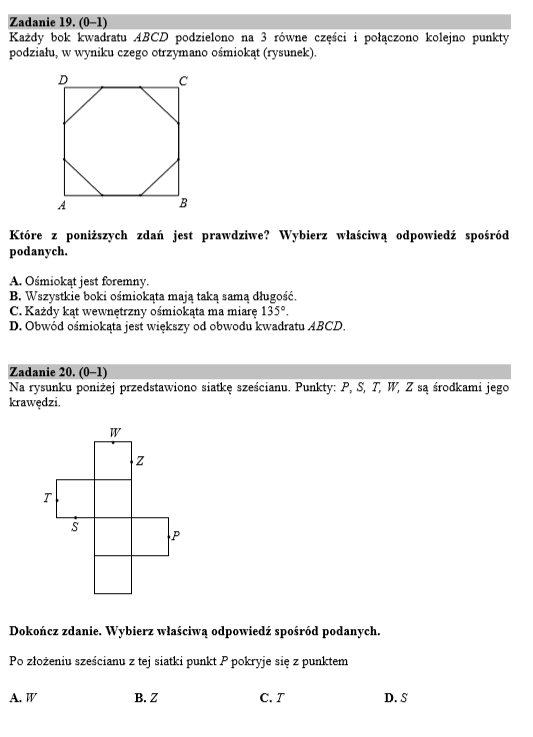 Zadanie 19. (0–1)
Każdy bok kwadratu ABCD podzielono na 3 równe części i połączono kolejno punkty
podziału, w wyniku czego otrzymano ośmiokąt (rysunek).
D
C
A
B
Które z poniższych zdań jest prawdziwe? Wybierz właściwą odpowiedź spośród
podanych.
A. Ośmiokąt jest foremny.
B. Wszystkie boki ośmiokąta mają taką samą długość.
C. Każdy kąt wewnętrzny ośmiokąta ma miarę 135°.
D. Obwód ośmiokąta jest większy od obwodu kwadratu ABCD.
Zadanie 20. (0–1)
Na rysunku poniżej przedstawiono siatkę sześcianu. Punkty: P, S, T, W, Z są środkami jego
krawędzi.
W
Z
T
S
P
Dokończ zdanie. Wybierz właściwą odpowiedź spośród podanych.
Po złożeniu sześcianu z tej siatki punkt P pokryje się z punktem
A. W B. Z C. T D. S